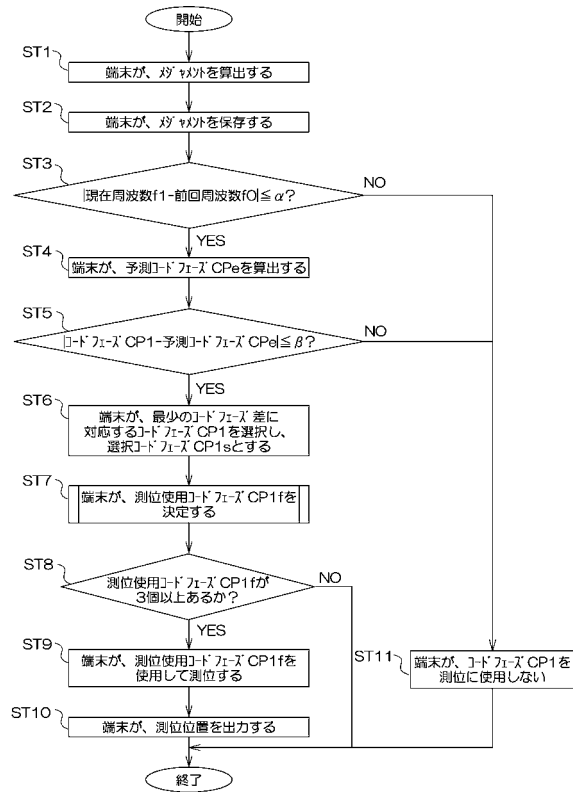 開始
ST1
端末が、メジャメントを算出する
ST2
端末が、メジャメントを保存する
ST3
|現在周波数f1-前回周波数f0|≦α?
NO
YES
ST4
端末が、予測コードフェーズCPeを算出する
ST5
|コードフェーズCP1-予測コードフェーズCPe|≦β?
NO
YES
ST6
端末が、最少のコードフェーズ差に
対応するコードフェーズCP1を選択し、
選択コードフェーズCP1sとする
ST7
端末が、測位使用コードフェーズCP1fを
決定する
ST8
測位使用コードフェーズCP1fが
3個以上あるか?
NO
YES
ST9
端末が、測位使用コードフェーズCP1fを
使用して測位する
ST11
端末が、コードフェーズCP1を
測位に使用しない
ST10
端末が、測位位置を出力する
終了